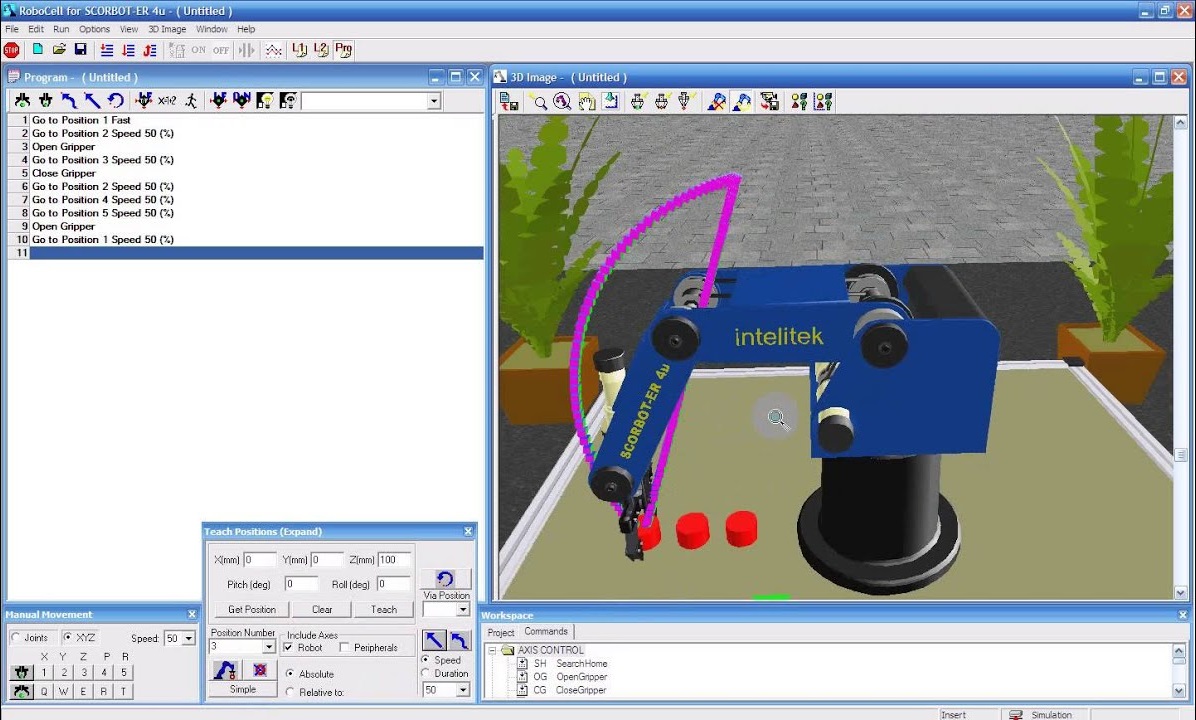 RoboCell for SCORBOT-ER 4u - ( Untitled )
File Edit Run Options View 3D Image Window Help
STOP ON OFF L1 L2 Prg
Program - ( Untitled )
1 Go to Position 1 Fast
2 Go to Position 2 Speed 50 (%)
3 Open Gripper
4 Go to Position 3 Speed 50 (%)
5 Close Gripper
6 Go to Position 2 Speed 50 (%)
7 Go to Position 4 Speed 50 (%)
8 Go to Position 5 Speed 50 (%)
9 Open Gripper
10 Go to Position 1 Speed 50 (%)
11
3D Image - ( Untitled )
intelitek
SCORBOT-ER 4u
Teach Positions (Expand)
X(mm) 0 Y(mm) 0 Z(mm) 100
Pitch (deg) 0 Roll (deg) 0
Get Position Clear Teach
Via Position
Position Number
3
Include Axes
Robot Peripherals
Absolute
Relative to:
Simple
Speed
Duration
50
Manual Movement
Joints XYZ Speed: 50
X Y Z P R
1 2 3 4 5
Q W E R T
Workspace
Project Commands
AXIS CONTROL
SH SearchHome
OG OpenGripper
CG CloseGripper
Insert Simulation